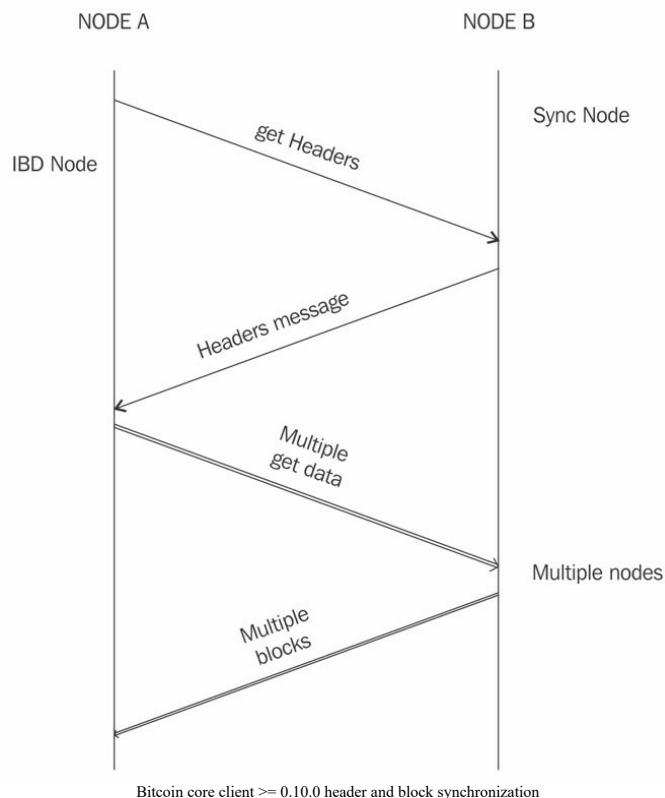 NODE A
NODE B
Sync Node
get Headers
IBD Node
Headers message
Multiple
get data
Multiple nodes
Multiple
blocks
Bitcoin core client >= 0.10.0 header and block synchronization